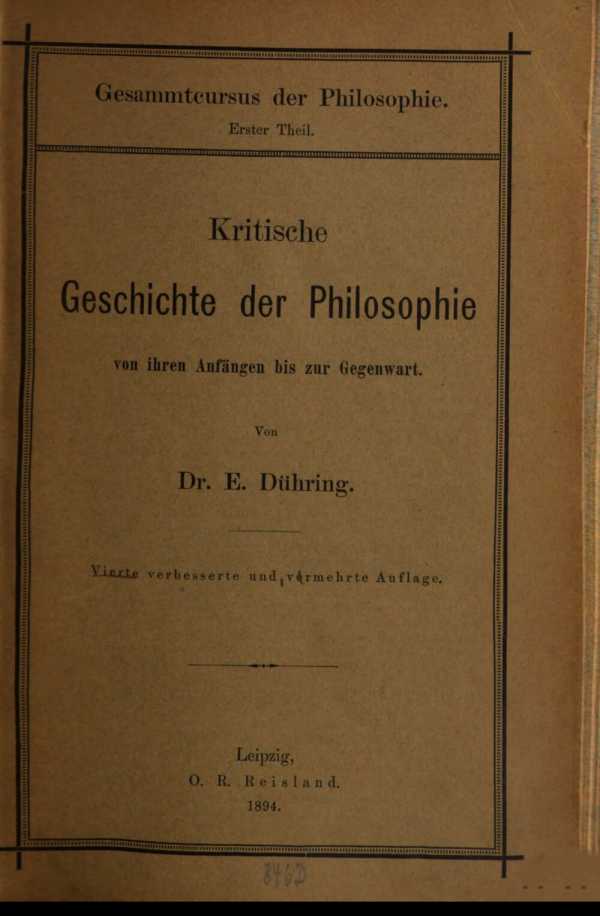 Gesammtcursus der Philosophie.
Erster Theil.
Kritische
Geschichte der Philosophie
von ihren Anfängen bis zur Gegenwart.
Von
Dr. E. Dühring.
Vierte verbesserte und vermehrte Auflage.
Leipzig,
O. R. Reisland.
1894.